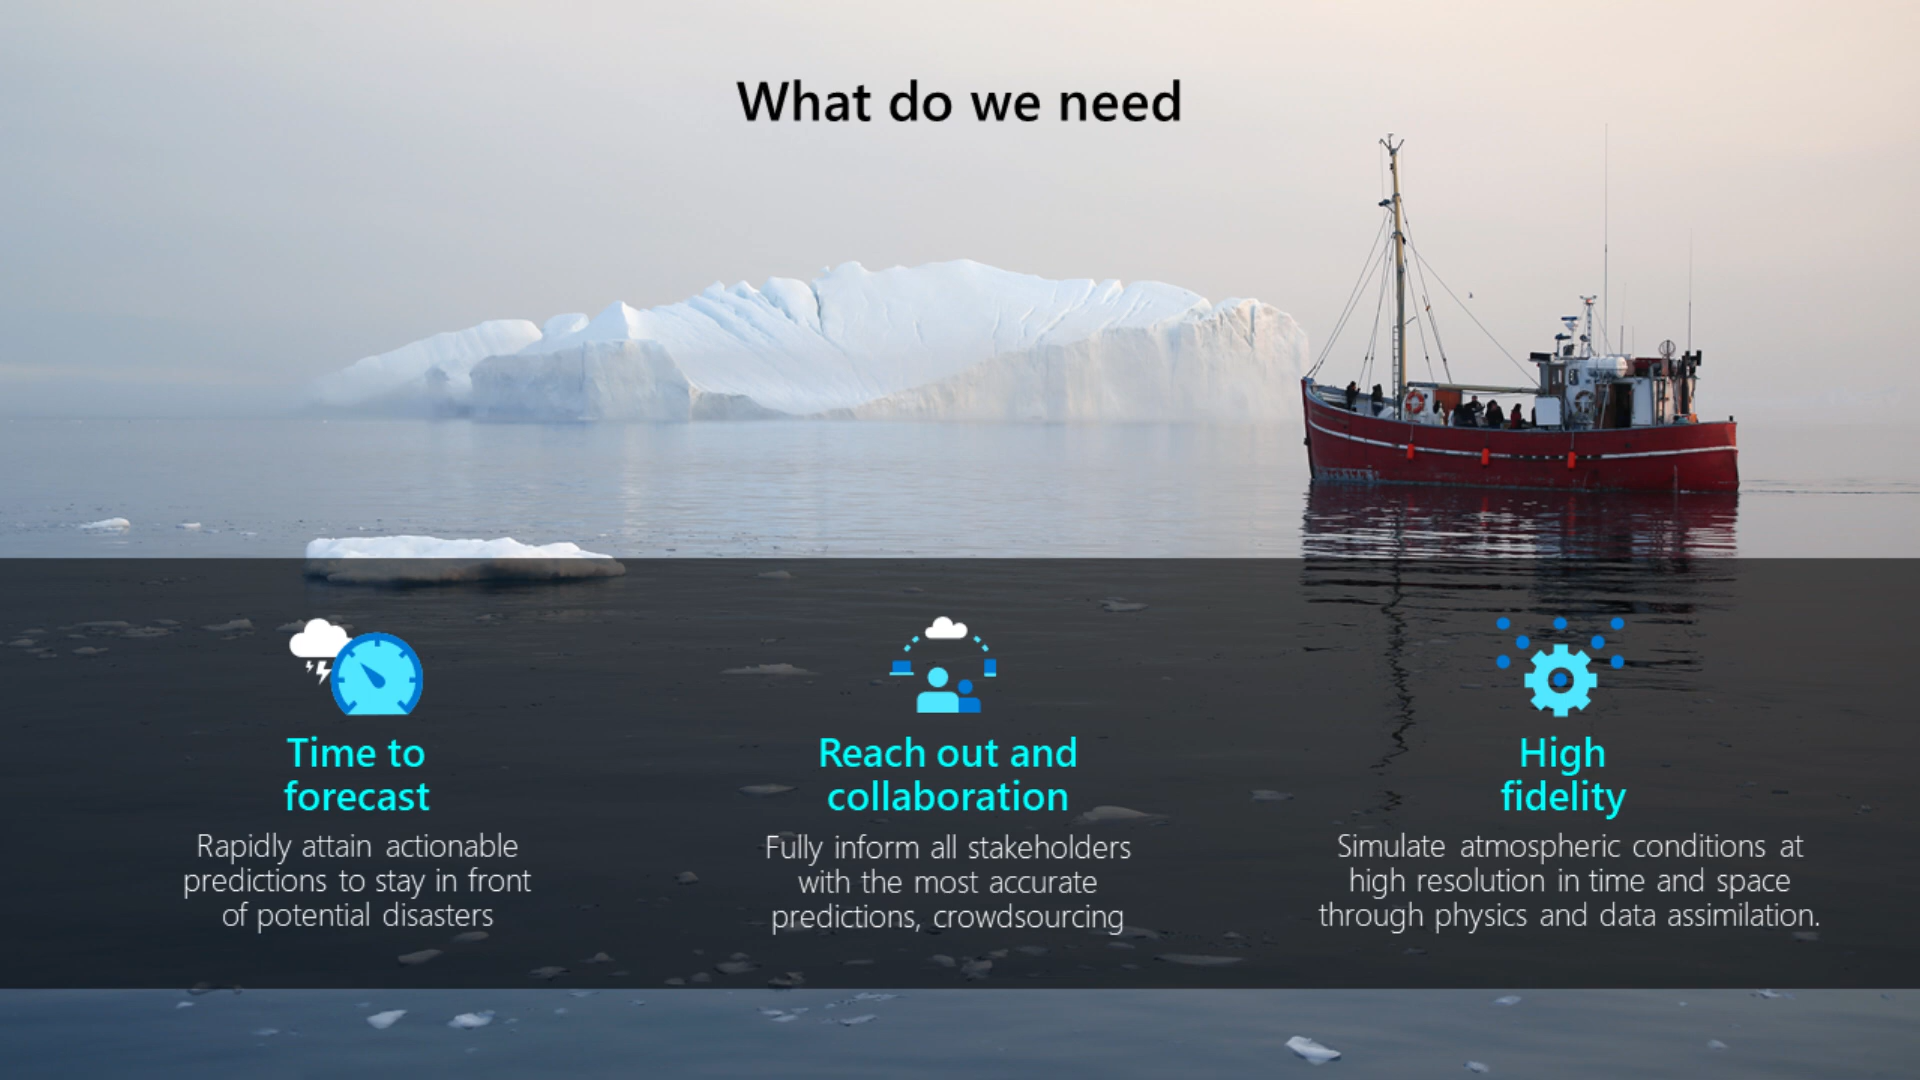 What do we need
Time to
forecast
Rapidly attain actionable
predictions to stay in front
of potential disasters
Reach out and
collaboration
Fully inform all stakeholders
with the most accurate
predictions, crowdsourcing
High
fidelity
Simulate atmospheric conditions at
high resolution in time and space
through physics and data assimilation.